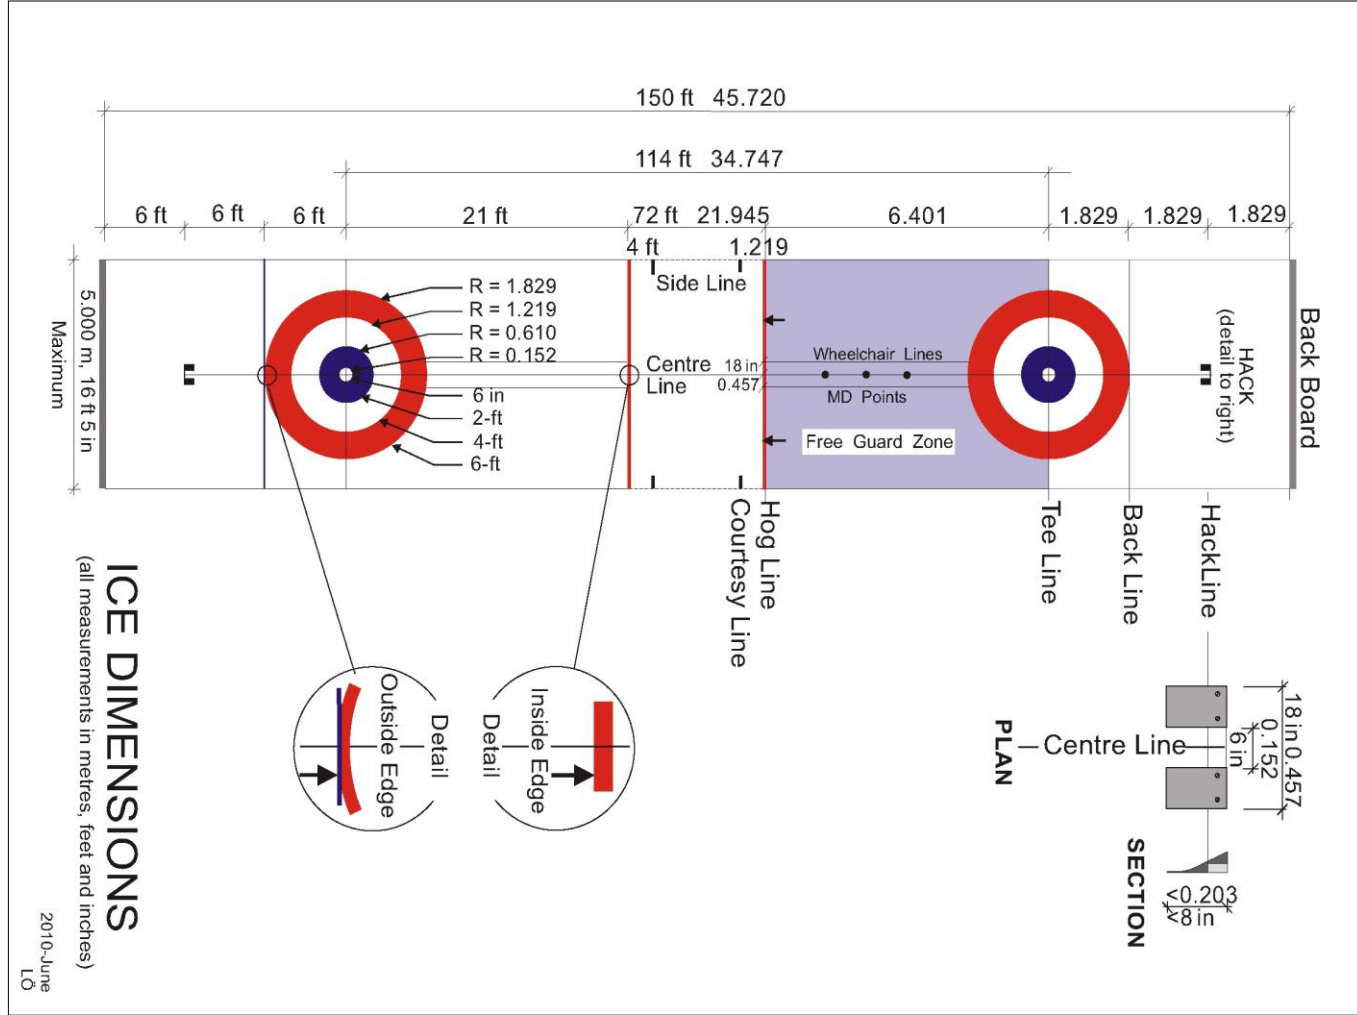 150 ft 45.720
114 ft 34.747
6 ft 6 ft 6 ft 21 ft 72 ft 21.945 6.401 1.829 1.829 1.829
4 ft 1.219
Side Line
R = 1.829
R = 1.219
R = 0.610
R = 0.152
6 in
2-ft
4-ft
6-ft
Centre
Line
18 in
0.457
Wheelchair Lines
MD Points
Free Guard Zone
5.000 m, 16 ft 5 in
Maximum
HACK
(detail to right)
Back Board
Hog Line
Courtesy Line
Tee Line
Back Line
HackLine
Outside Edge
Detail
Inside Edge
Detail
PLAN
Centre Line
6 in
0.152
18 in 0.457
SECTION
<0.203
<8 in
ICE DIMENSIONS
(all measurements in metres, feet and inches)
2010-June
LÖ